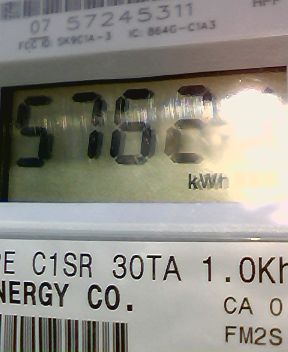 07 57245311
FCC ID: SK9C1A-3 IC: 864G-C1A3
kWh
PE C1SR 30TA 1.0Kh
NERGY CO.
CA 0
FM2S